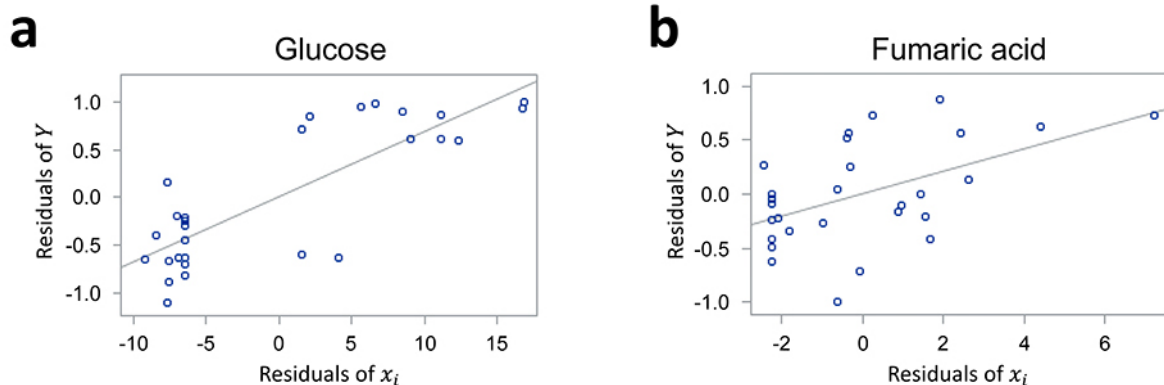 a
Glucose
Residuals of Y
1.0
0.5
0.0
-0.5
-1.0
-10 -5 0 5 10 15
Residuals of xᵢ
b
Fumaric acid
Residuals of Y
1.0
0.5
0.0
-0.5
-1.0
-2 0 2 4 6
Residuals of xᵢ